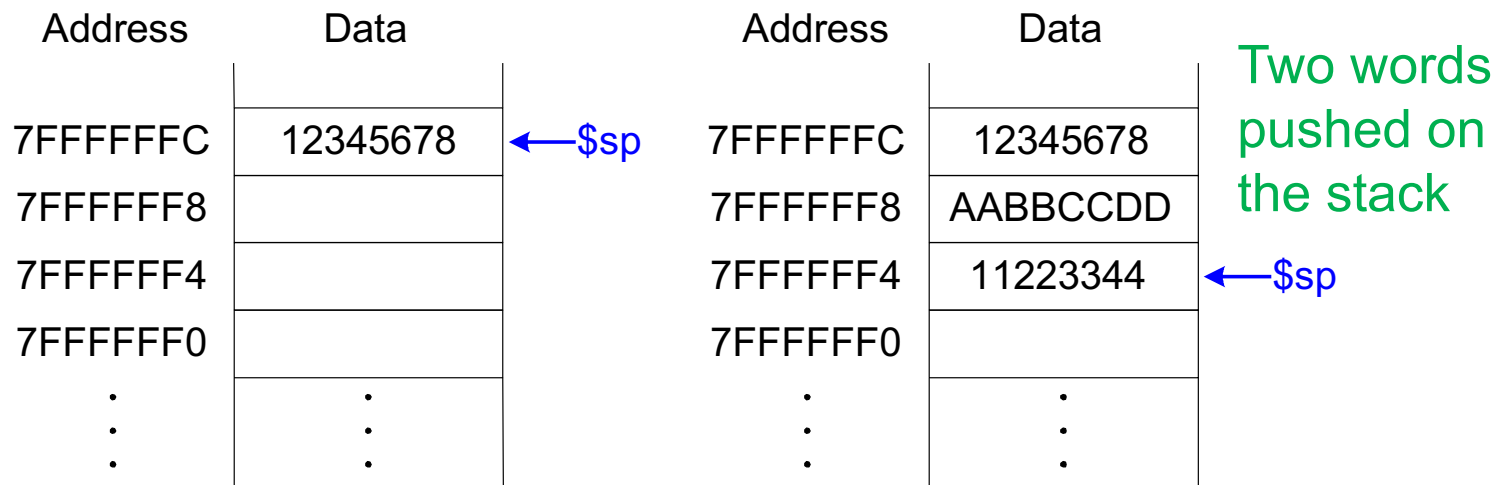 Address Data
7FFFFFFC 12345678 $sp
7FFFFFF8
7FFFFFF4
7FFFFFF0
Address Data
7FFFFFFC 12345678
7FFFFFF8 AABBCCDD
7FFFFFF4 11223344 $sp
7FFFFFF0
Two words
pushed on
the stack